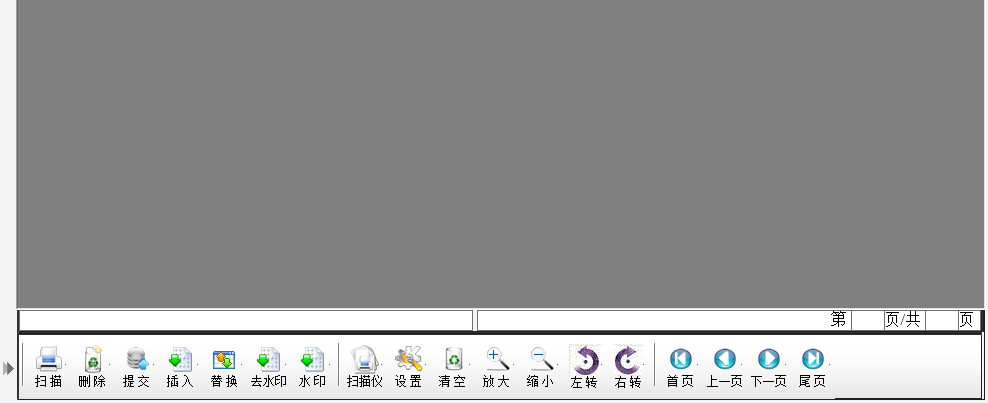 第 页/共 页
扫描 删除 提交 插入 替换 去水印 水印 扫描仪 设置 清空 放大 缩小 左转 右转 首页 上一页 下一页 尾页